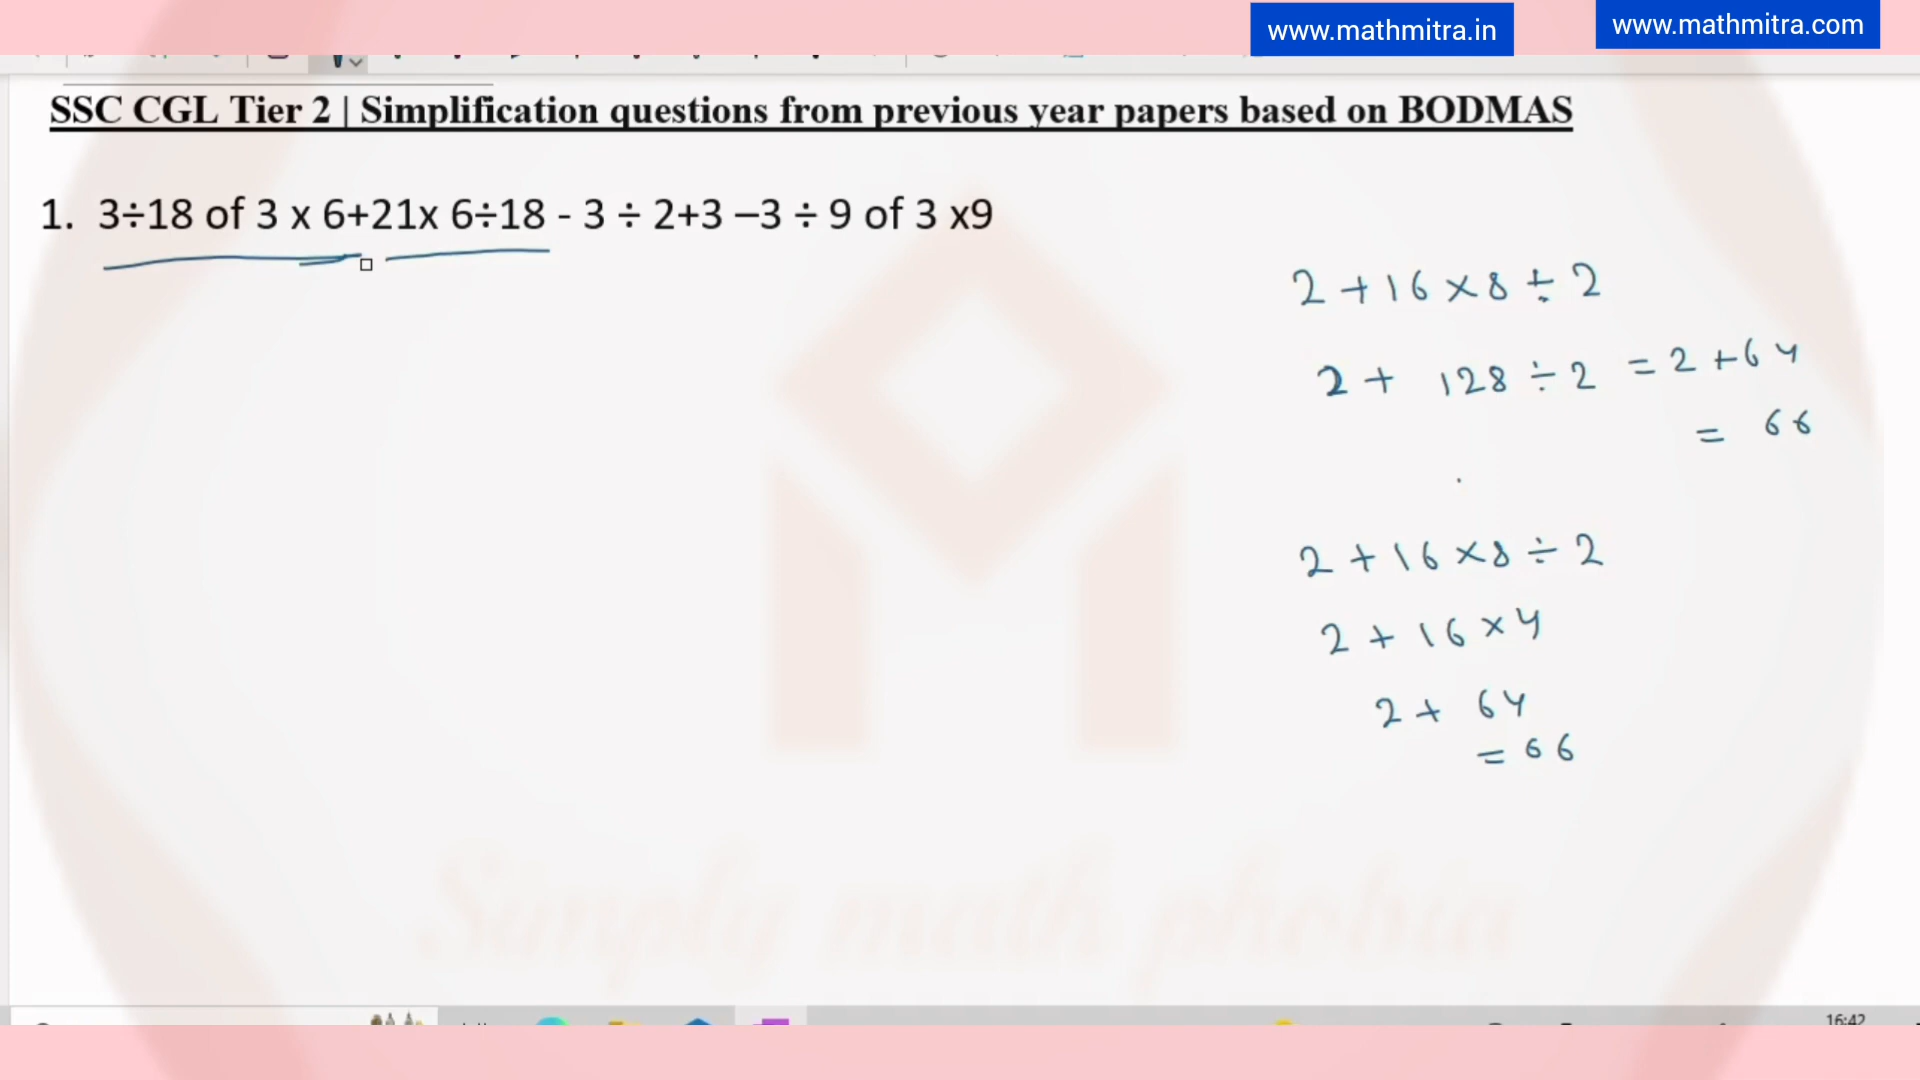 www.mathmitra.in
www.mathmitra.com
SSC CGL Tier 2 | Simplification questions from previous year papers based on BODMAS
1. 3÷18 of 3 x 6+21x 6÷18 - 3 ÷ 2+3 –3 ÷ 9 of 3 x9
2 + 16 × 8 ÷ 2
2 + 128 ÷ 2 = 2 + 64
= 66
2 + 16 × 8 ÷ 2
2 + 16 × 4
2 + 64
= 66
Simply math phobia
16:42